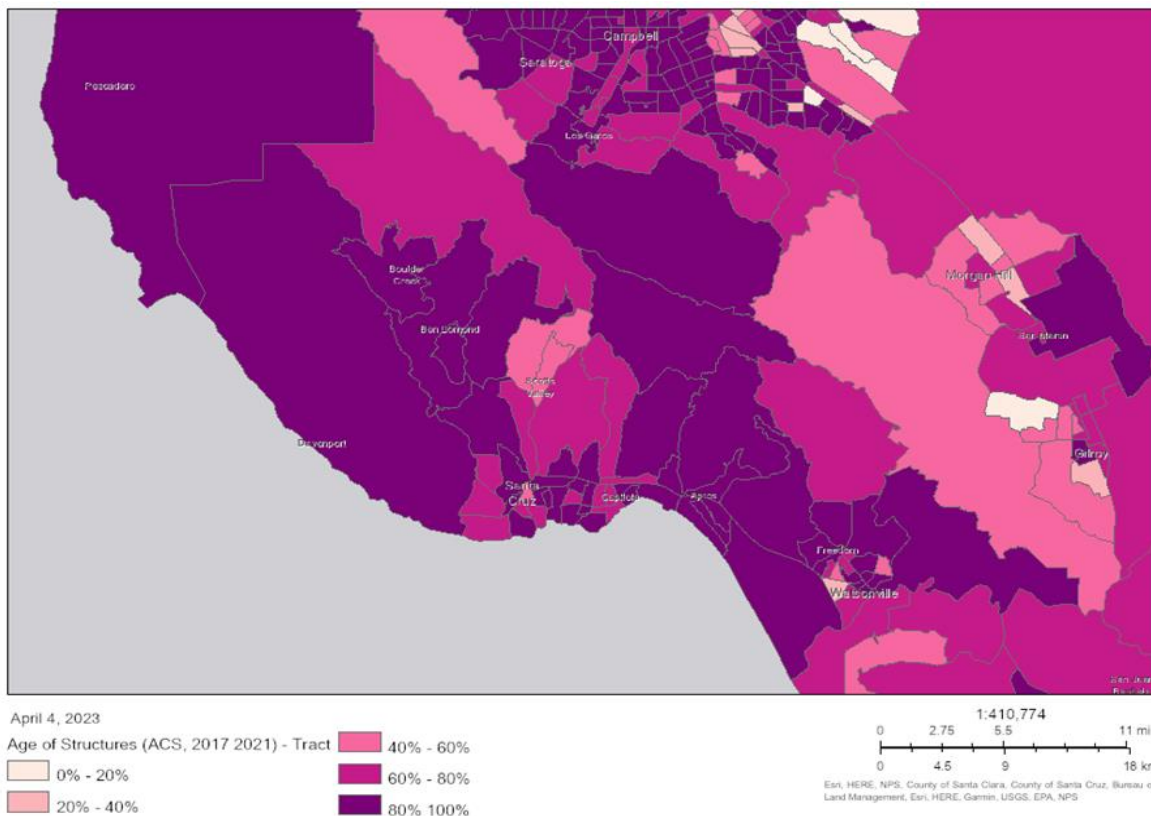 Campbell
Saratoga
Pescadero
Los Gatos
Boulder
Creek
Morgan Hill
Ben Lomond
San Martin
Scotts
Valley
Davenport
Gilroy
Santa
Cruz
Capitola
Aptos
Freedom
Watsonville
San Juan
April 4, 2023
1:410,774
Age of Structures (ACS, 2017 2021) - Tract
0% - 20%
20% - 40%
40% - 60%
60% - 80%
80% 100%
0 2.75 5.5 11 mi
0 4.5 9 18 km
Esri, HERE, NPS, County of Santa Clara, County of Santa Cruz, Bureau o
Land Management, Esri, HERE, Garmin, USGS, EPA, NPS